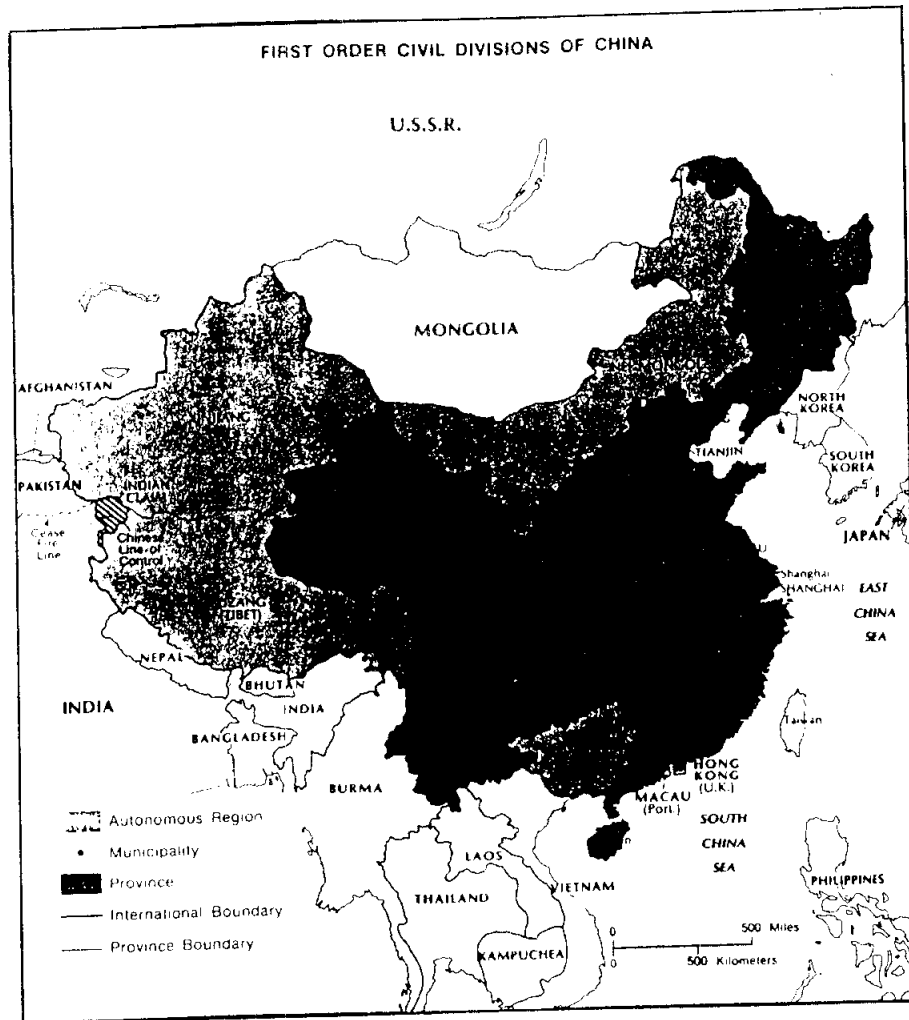 FIRST ORDER CIVIL DIVISIONS OF CHINA
U.S.S.R.
MONGOLIA
AFGHANISTAN
PAKISTAN
INDIAN
CLAIM
Cease
Fire
Line
Chinese
Line of
Control
XIZANG
(TIBET)
NEPAL
BHUTAN
INDIA
INDIA
BANGLADESH
BURMA
NORTH
KOREA
TIANJIN
SOUTH
KOREA
JAPAN
Shanghai
SHANGHAI
EAST
CHINA
SEA
Taiwan
HONG
KONG
(U.K.)
MACAU
(Port.)
SOUTH
CHINA
SEA
LAOS
VIETNAM
THAILAND
KAMPUCHEA
PHILIPPINES
Autonomous Region
Municipality
Province
International Boundary
Province Boundary
0 500 Miles
0 500 Kilometers